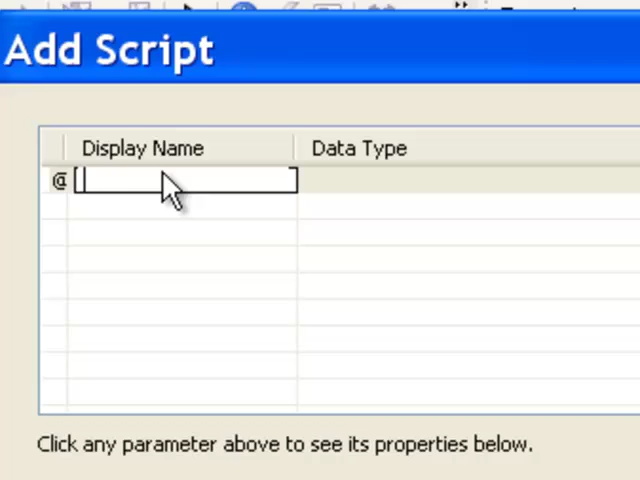 Add Script
Display Name Data Type
@
Click any parameter above to see its properties below.